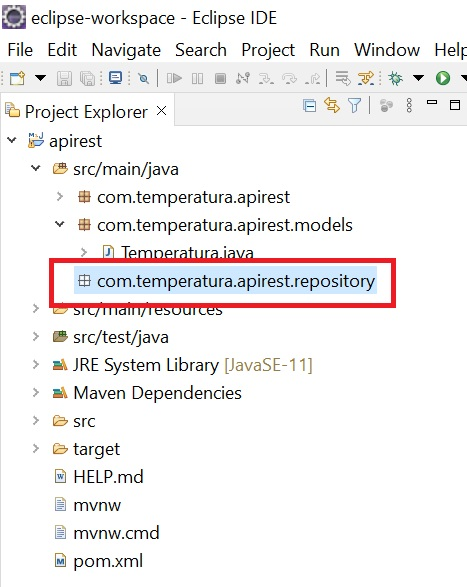 eclipse-workspace - Eclipse IDE
File Edit Navigate Search Project Run Window Help
Project Explorer
apirest
src/main/java
com.temperatura.apirest
com.temperatura.apirest.models
Temperatura.java
com.temperatura.apirest.repository
src/main/resources
src/test/java
JRE System Library [JavaSE-11]
Maven Dependencies
src
target
HELP.md
mvnw
mvnw.cmd
pom.xml